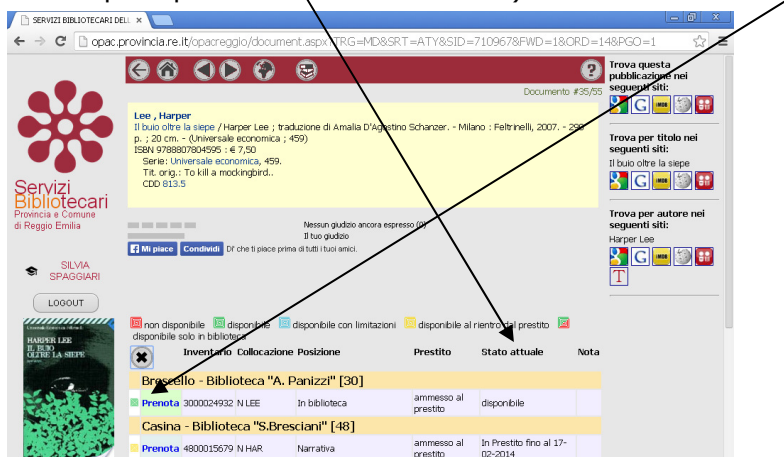 SERVIZI BIBLIOTECARI DELL
opac.provincia.re.it/opacreggio/document.aspx?TRG=MD&SRT=ATY&SID=710967&FWD=1&ORD=14&PGO=1
Documento #35/55
Lee , Harper
Il buio oltre la siepe / Harper Lee ; traduzione di Amalia D'Agostino Schanzer. - Milano : Feltrinelli, 2007. - 290
p. ; 20 cm. - (Universale economica ; 459)
ISBN 9788807804595 : € 7,50
Serie: Universale economica, 459.
Tit. orig.: To kill a mockingbird..
CDD 813.5
Nessun giudizio ancora espresso (0)
Il tuo giudizio
Mi piace Condividi Di' che ti piace prima di tutti i tuoi amici.
non disponibile disponibile disponibile con limitazioni disponibile al rientro dal prestito
disponibile solo in biblioteca
Inventario Collocazione Posizione Prestito Stato attuale Nota
Brescello - Biblioteca "A. Panizzi" [30]
Prenota 3000024932 N LEE In biblioteca ammesso al prestito disponibile
Casina - Biblioteca "S.Bresciani" [48]
Prenota 4800015679 N HAR Narrativa ammesso al prestito In Prestito fino al 17-02-2014
Servizi
Bibliotecari
Provincia e Comune
di Reggio Emilia
SILVIA
SPAGGIARI
LOGOUT
HARPER LEE
IL BUIO
OLTRE LA SIEPE
Trova questa
pubblicazione nei
seguenti siti:
Trova per titolo nei
seguenti siti:
Il buio oltre la siepe
Trova per autore nei
seguenti siti:
Harper Lee